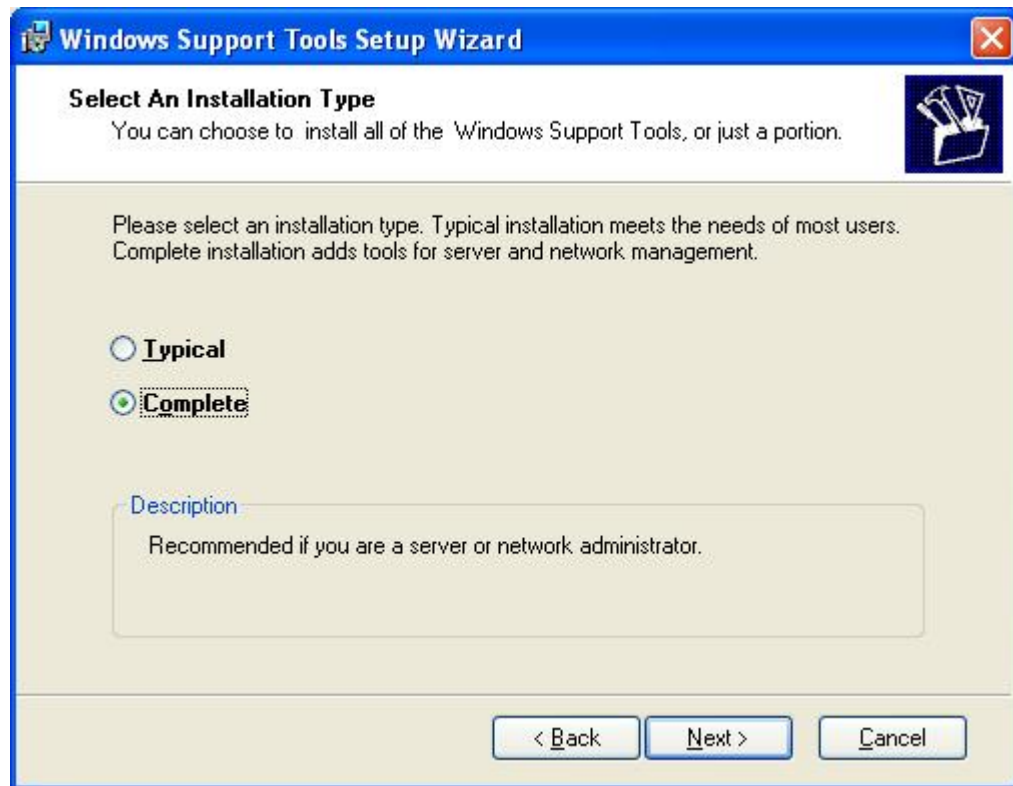 Windows Support Tools Setup Wizard
Select An Installation Type
You can choose to install all of the Windows Support Tools, or just a portion.
Please select an installation type. Typical installation meets the needs of most users.
Complete installation adds tools for server and network management.
Typical
Complete
Description
Recommended if you are a server or network administrator.
< Back
Next >
Cancel